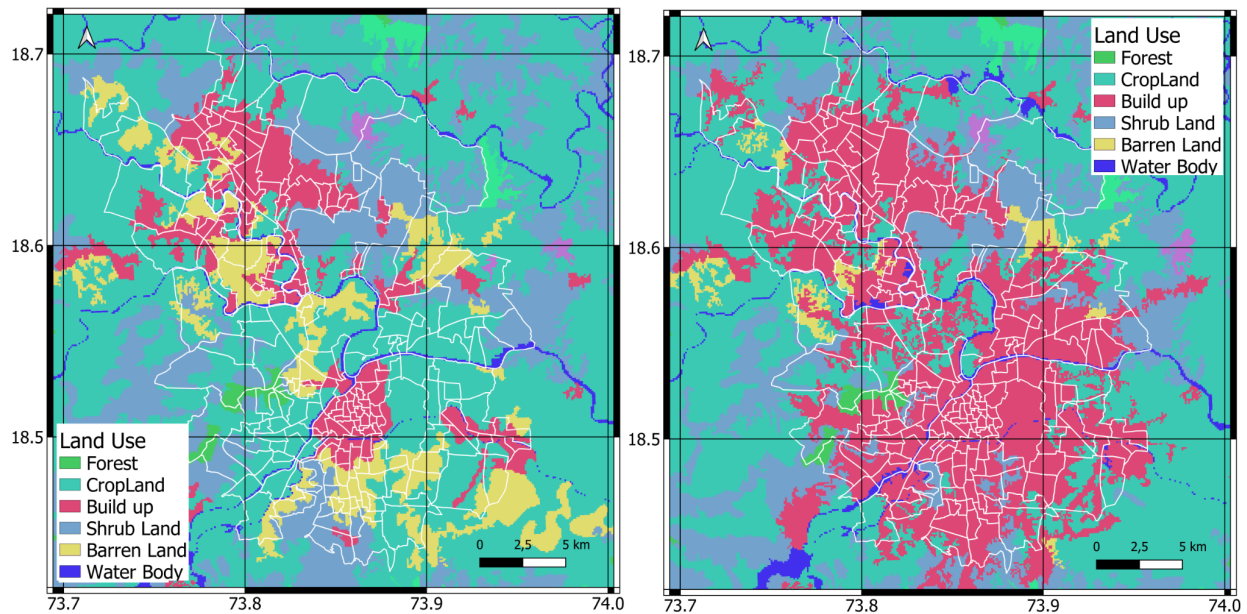 18.7
18.6
18.5
Land Use
Forest
CropLand
Build up
Shrub Land
Barren Land
Water Body
0 2,5 5 km
73.7 73.8 73.9 74.0
18.7
18.6
18.5
Land Use
Forest
CropLand
Build up
Shrub Land
Barren Land
Water Body
0 2,5 5 km
73.7 73.8 73.9 74.0